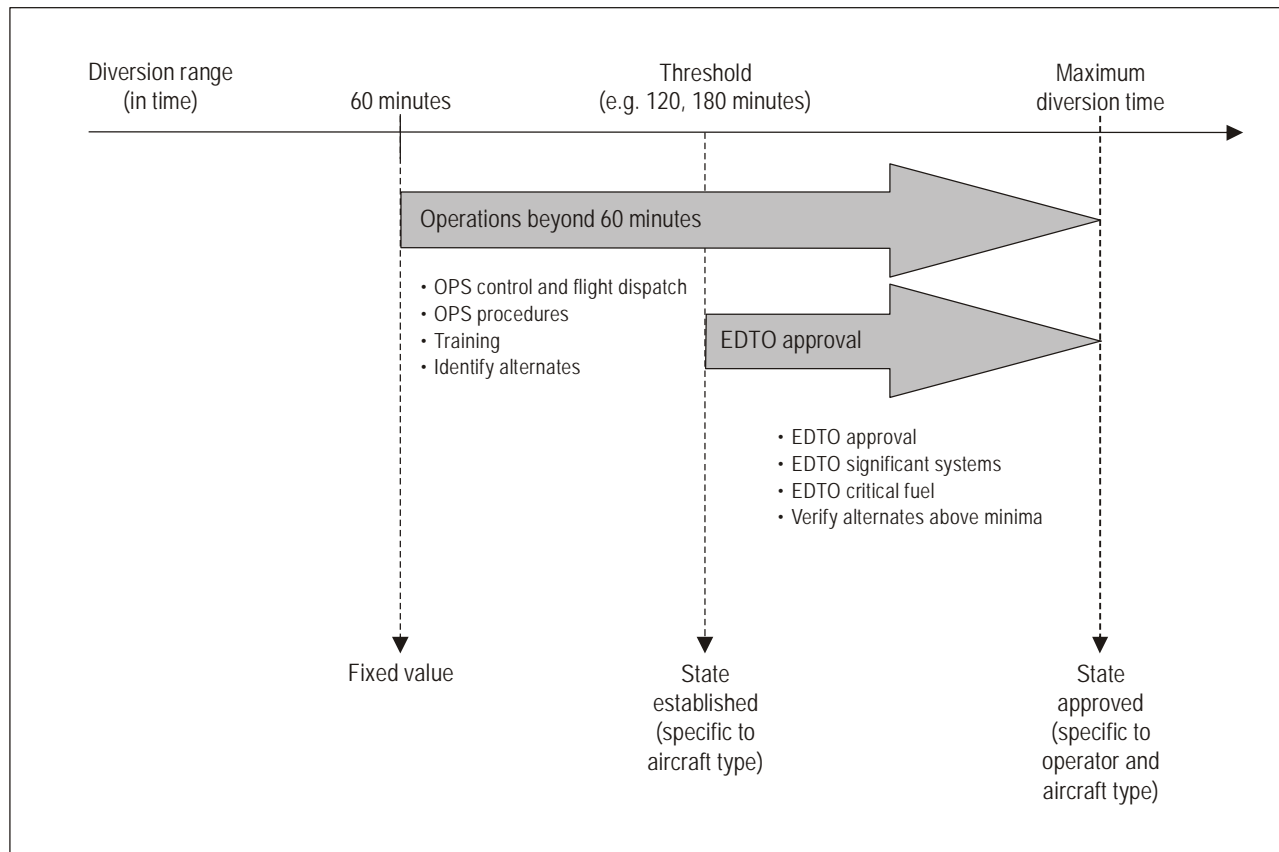 Diversion range
(in time)
60 minutes
Threshold
(e.g. 120, 180 minutes)
Maximum
diversion time
Operations beyond 60 minutes
• OPS control and flight dispatch
• OPS procedures
• Training
• Identify alternates
EDTO approval
• EDTO approval
• EDTO significant systems
• EDTO critical fuel
• Verify alternates above minima
Fixed value
State
established
(specific to
aircraft type)
State
approved
(specific to
operator and
aircraft type)